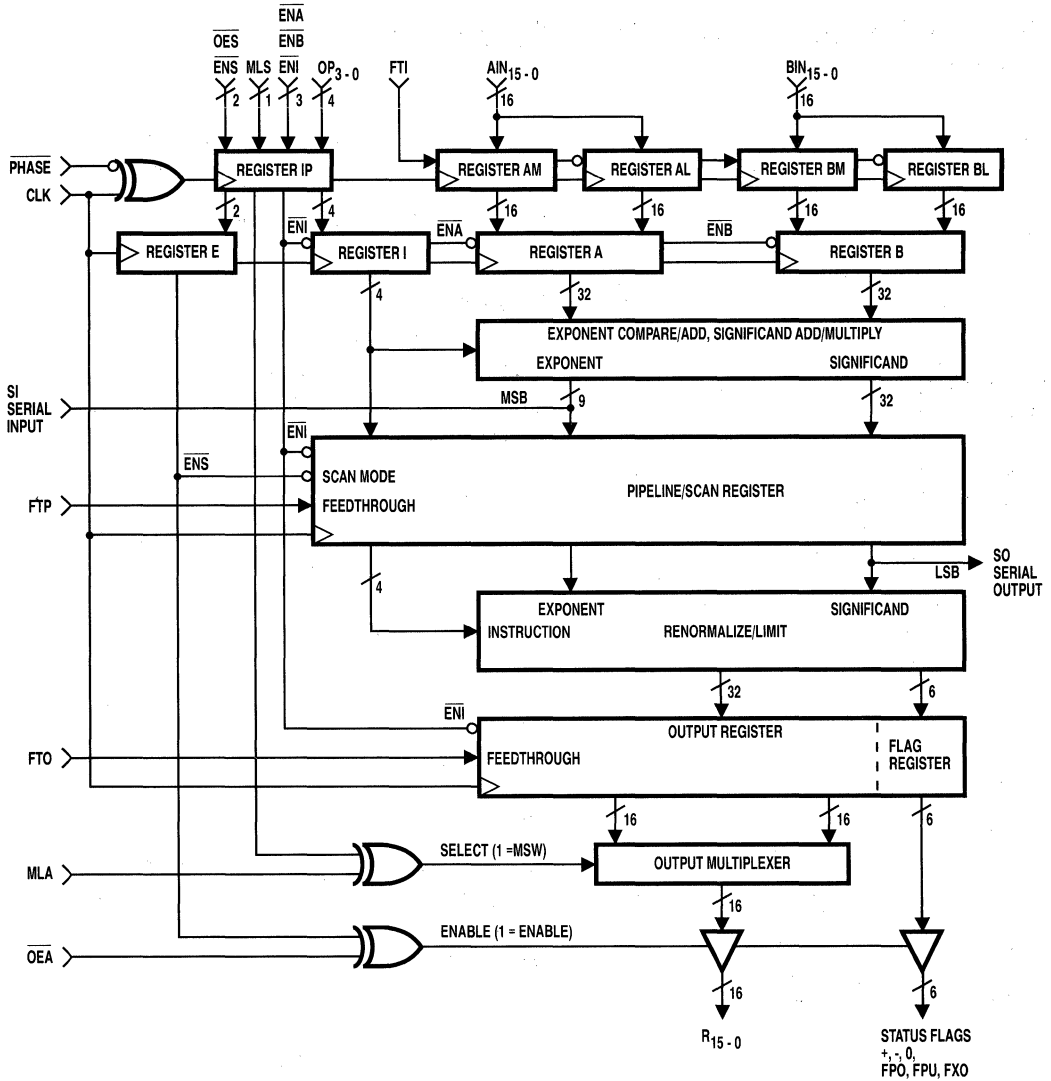 ENA
OES ENB
ENS MLS ENI OP3 - 0 FTI AIN15 - 0 BIN15 - 0
2 1 3 4 16 16
PHASE
CLK
REGISTER IP
REGISTER AM
REGISTER AL
REGISTER BM
REGISTER BL
2 4 16 16 16 16
ENI ENA ENB
REGISTER E
REGISTER I
REGISTER A
REGISTER B
4 32 32
EXPONENT COMPARE/ADD, SIGNIFICAND ADD/MULTIPLY
EXPONENT SIGNIFICAND
SI
SERIAL
INPUT
MSB 9 32
ENI
ENS
SCAN MODE
FTP
FEEDTHROUGH
PIPELINE/SCAN REGISTER
SO
SERIAL
OUTPUT
LSB
4
EXPONENT SIGNIFICAND
INSTRUCTION RENORMALIZE/LIMIT
32 6
ENI
OUTPUT REGISTER
FTO
FEEDTHROUGH
FLAG
REGISTER
16 16 6
MLA
SELECT (1 =MSW)
OUTPUT MULTIPLEXER
16
OEA
ENABLE (1 = ENABLE)
16 6
R15 - 0
STATUS FLAGS
+, -, 0,
FPO, FPU, FXO